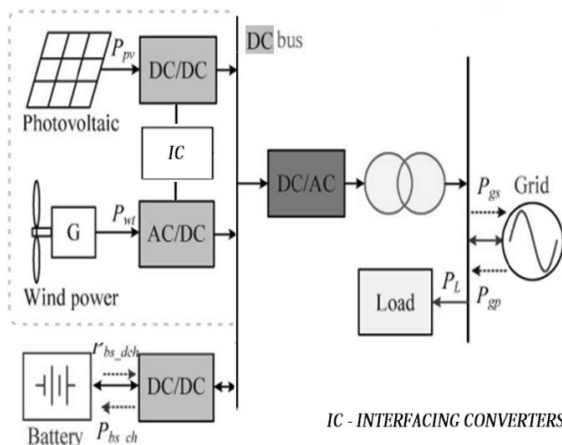 P_pv
DC/DC
DC bus
Photovoltaic
IC
DC/AC
P_gs
Grid
G
P_wt
AC/DC
Wind power
Load
P_L
P_gp
P_bs_dch
DC/DC
Battery
P_bs_ch
IC - INTERFACING CONVERTERS